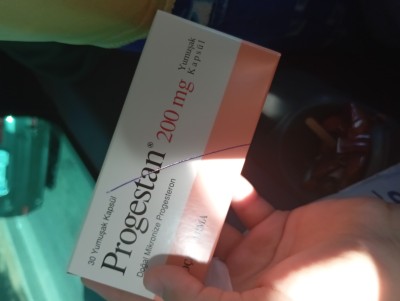 30 Yumuşak Kapsül
Progestan® 200 mg Yumuşak
Kapsül
Doğal Mikronize Progesteron